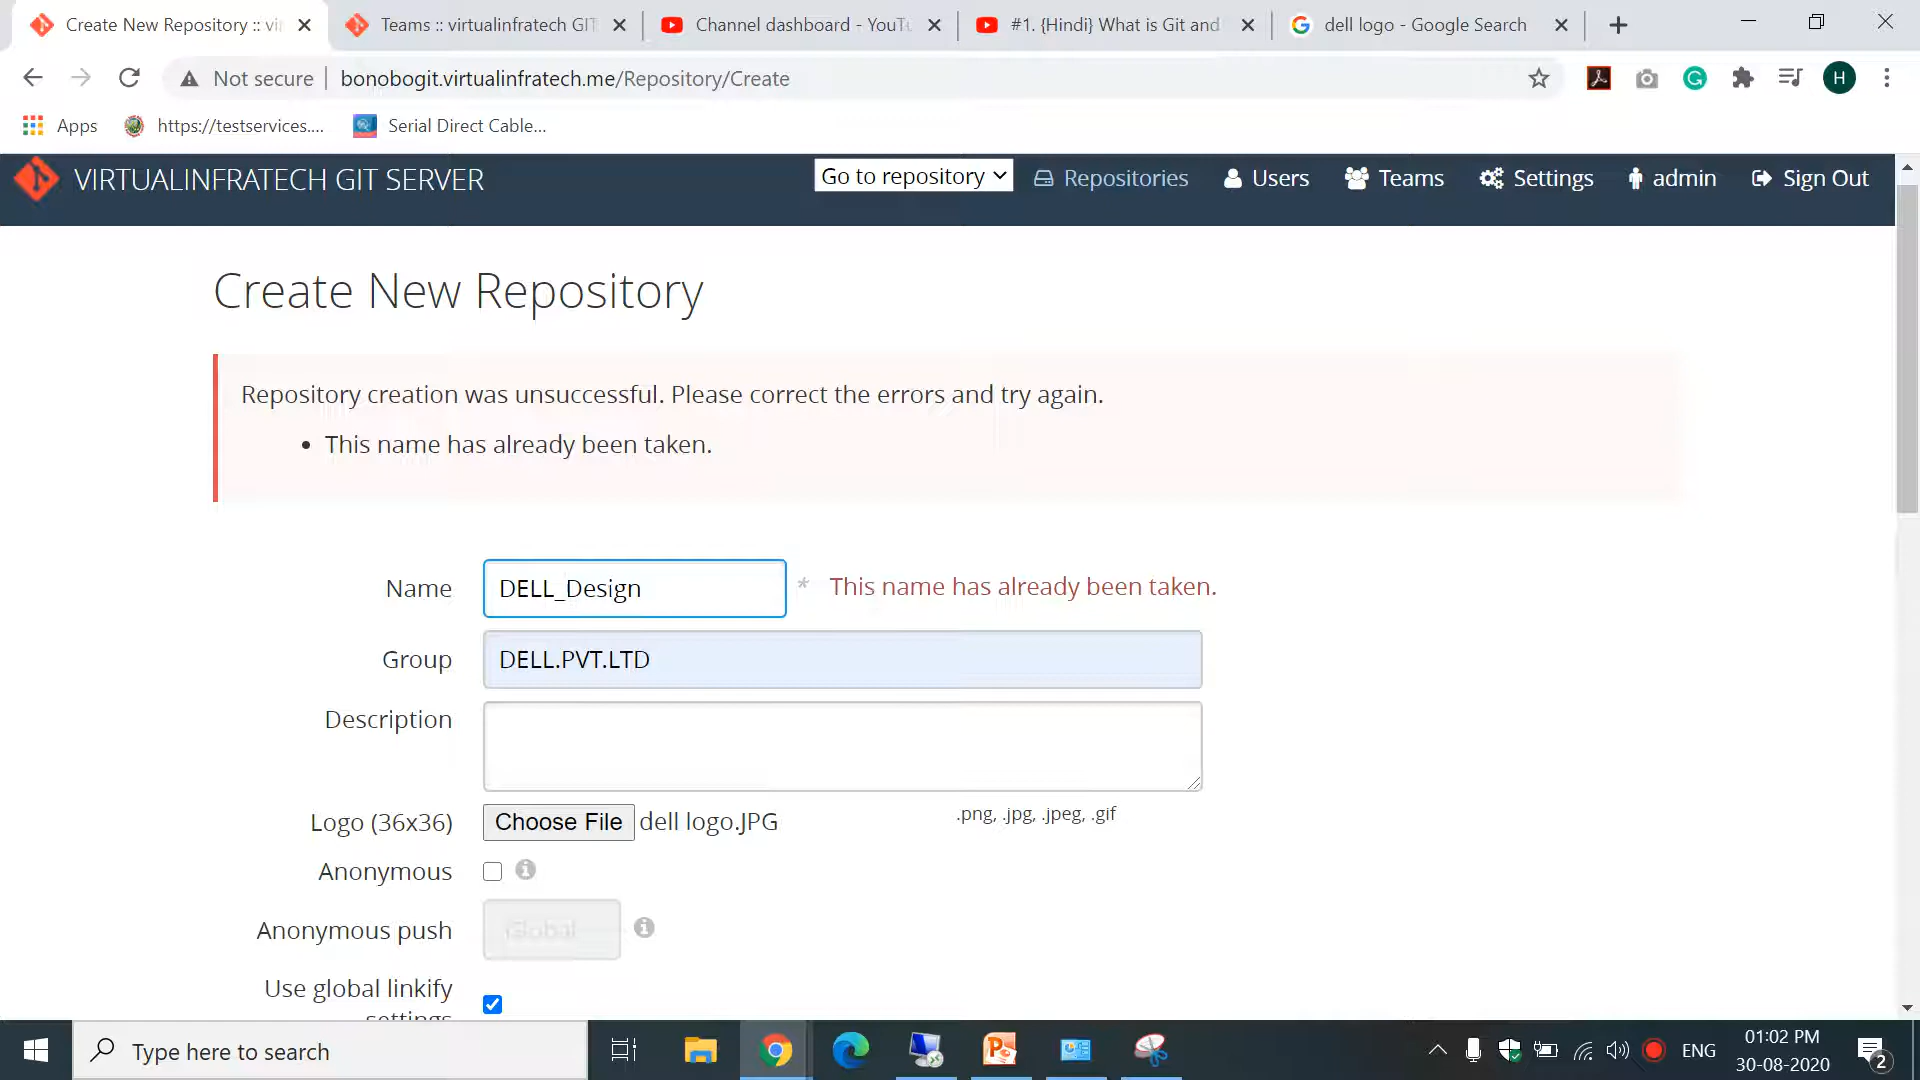 Create New Repository :: vi
Teams :: virtualinfratech GIT
Channel dashboard - YouTu
#1. {Hindi} What is Git and
dell logo - Google Search
Not secure
bonobogit.virtualinfratech.me/Repository/Create
H
Apps
https://testservices....
Serial Direct Cable...
VIRTUALINFRATECH GIT SERVER
Go to repository
Repositories
Users
Teams
Settings
admin
Sign Out
Create New Repository
Repository creation was unsuccessful. Please correct the errors and try again.
• This name has already been taken.
Name
DELL_Design
* This name has already been taken.
Group
DELL.PVT.LTD
Description
Logo (36x36)
Choose File dell logo.JPG
.png, .jpg, .jpeg, .gif
Anonymous
Anonymous push
Global
Use global linkify
settings
Type here to search
ENG
01:02 PM
30-08-2020
2